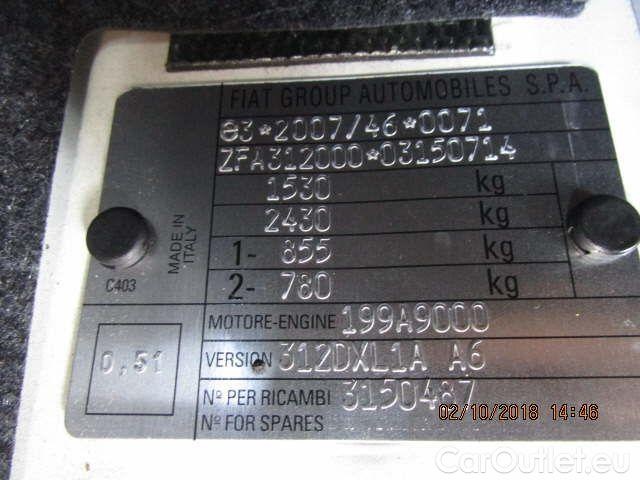 FIAT GROUP AUTOMOBILES S.P.A.
e3*2007/46*0071
ZFA312000*03150714
1530 kg
2430 kg
1- 855 kg
2- 780 kg
MADE IN
ITALY
C403
MOTORE-ENGINE 199A9000
0,51
VERSION 312DXL1A A6
Nº PER RICAMBI 3150487
Nº FOR SPARES
02/10/2018 14:46
CarOutlet.eu